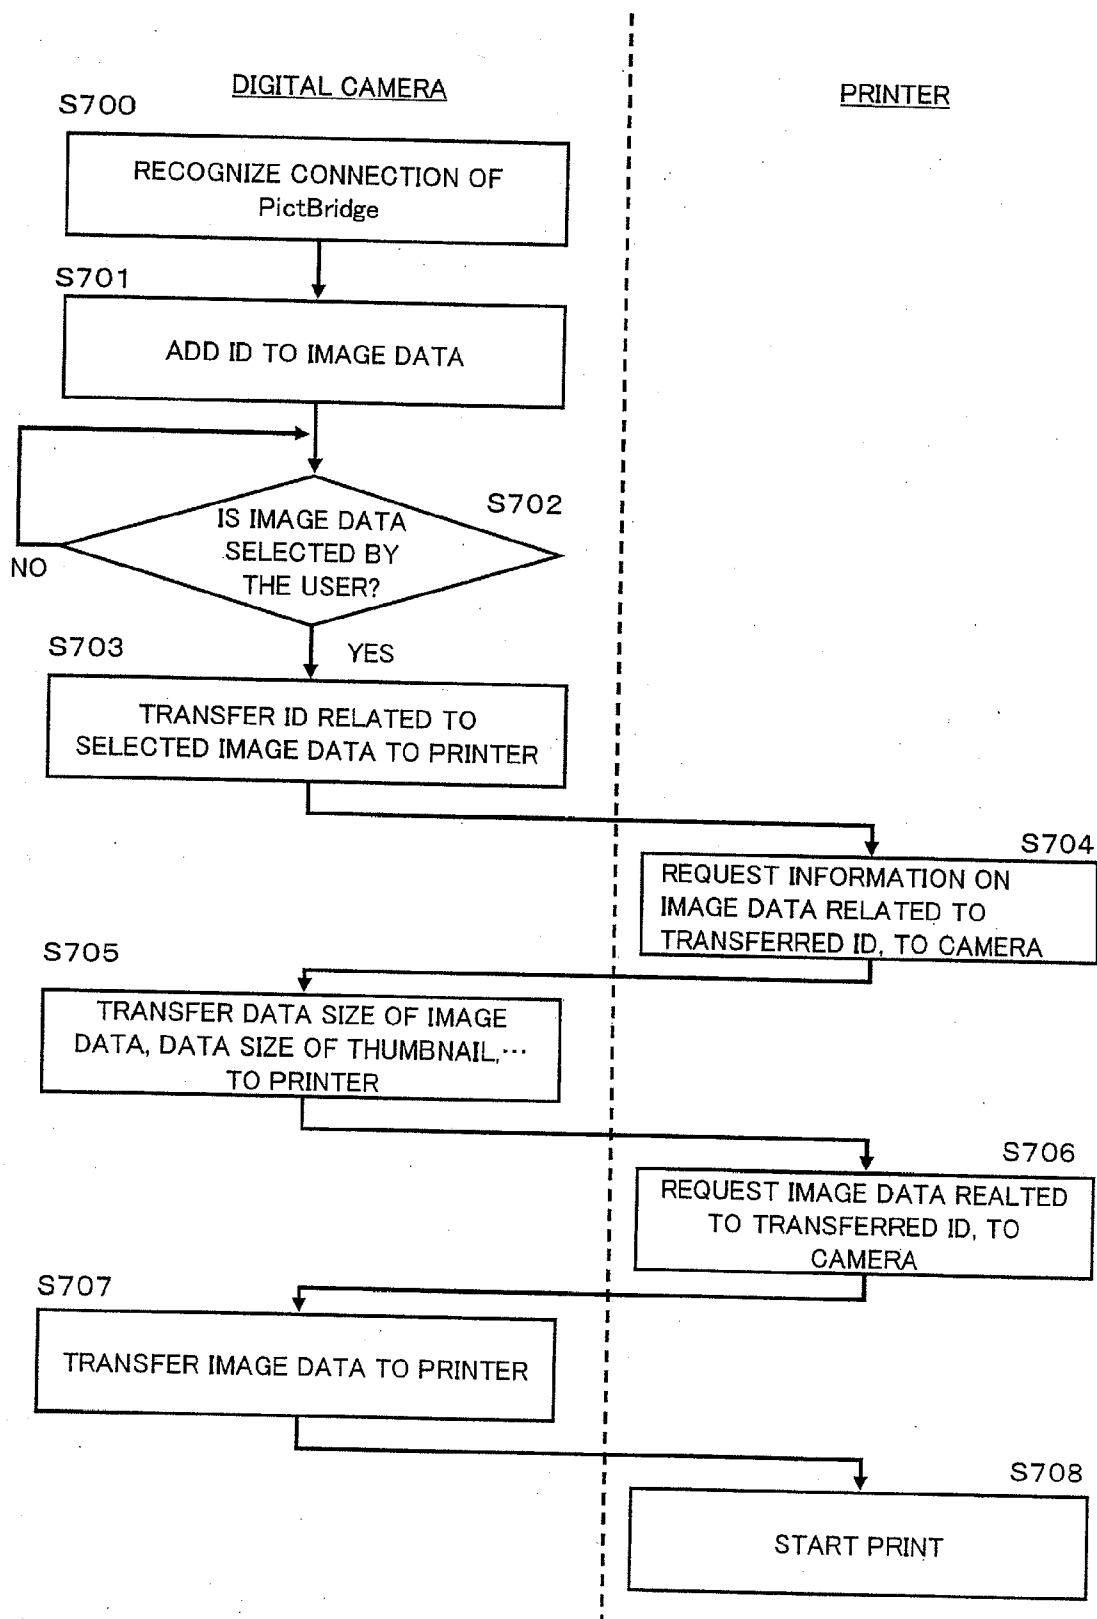 DIGITAL CAMERA
PRINTER
S700
RECOGNIZE CONNECTION OF
PictBridge
S701
ADD ID TO IMAGE DATA
S702
IS IMAGE DATA
SELECTED BY
THE USER?
NO
YES
S703
TRANSFER ID RELATED TO
SELECTED IMAGE DATA TO PRINTER
S704
REQUEST INFORMATION ON
IMAGE DATA RELATED TO
TRANSFERRED ID, TO CAMERA
S705
TRANSFER DATA SIZE OF IMAGE
DATA, DATA SIZE OF THUMBNAIL,⋯
TO PRINTER
S706
REQUEST IMAGE DATA REALTED
TO TRANSFERRED ID, TO
CAMERA
S707
TRANSFER IMAGE DATA TO PRINTER
S708
START PRINT